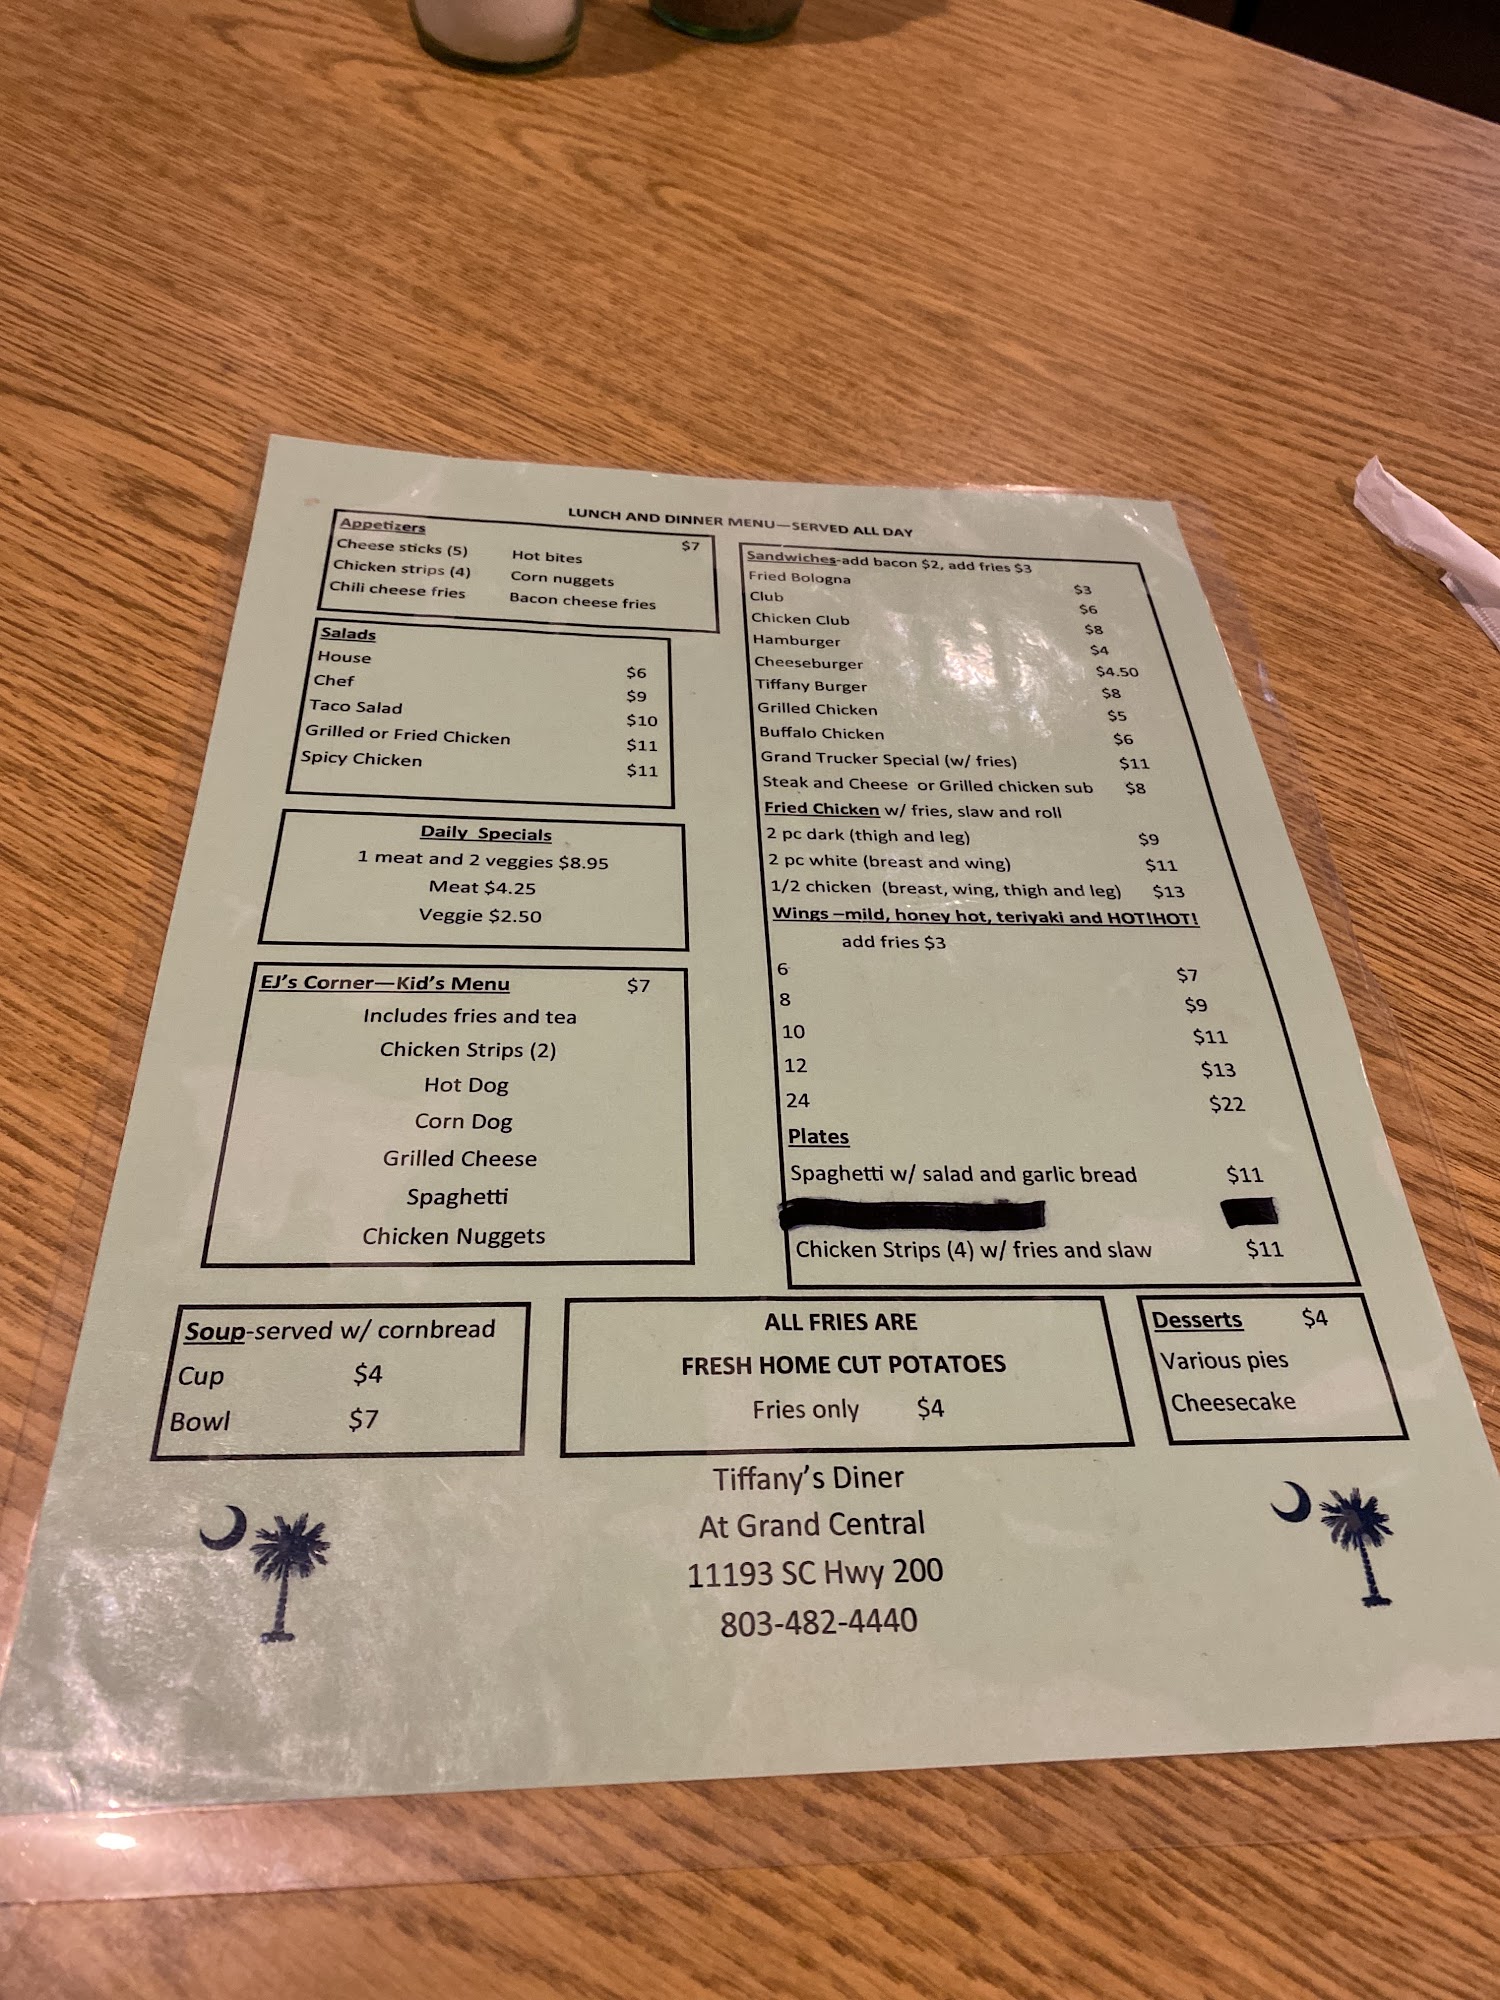 LUNCH AND DINNER MENU—SERVED ALL DAY
Appetizers $7
Cheese sticks (5) Hot bites
Chicken strips (4) Corn nuggets
Chili cheese fries Bacon cheese fries
Salads
House $6
Chef $9
Taco Salad $10
Grilled or Fried Chicken $11
Spicy Chicken $11
Daily Specials
1 meat and 2 veggies $8.95
Meat $4.25
Veggie $2.50
EJ's Corner—Kid's Menu $7
Includes fries and tea
Chicken Strips (2)
Hot Dog
Corn Dog
Grilled Cheese
Spaghetti
Chicken Nuggets
Sandwiches-add bacon $2, add fries $3
Fried Bologna $3
Club $6
Chicken Club $8
Hamburger $4
Cheeseburger $4.50
Tiffany Burger $8
Grilled Chicken $5
Buffalo Chicken $6
Grand Trucker Special (w/ fries) $11
Steak and Cheese or Grilled chicken sub $8
Fried Chicken w/ fries, slaw and roll
2 pc dark (thigh and leg) $9
2 pc white (breast and wing) $11
1/2 chicken (breast, wing, thigh and leg) $13
Wings –mild, honey hot, teriyaki and HOT!HOT!
add fries $3
6 $7
8 $9
10 $11
12 $13
24 $22
Plates
Spaghetti w/ salad and garlic bread $11
Chicken Strips (4) w/ fries and slaw $11
Soup-served w/ cornbread
Cup $4
Bowl $7
ALL FRIES ARE
FRESH HOME CUT POTATOES
Fries only $4
Desserts $4
Various pies
Cheesecake
Tiffany's Diner
At Grand Central
11193 SC Hwy 200
803-482-4440